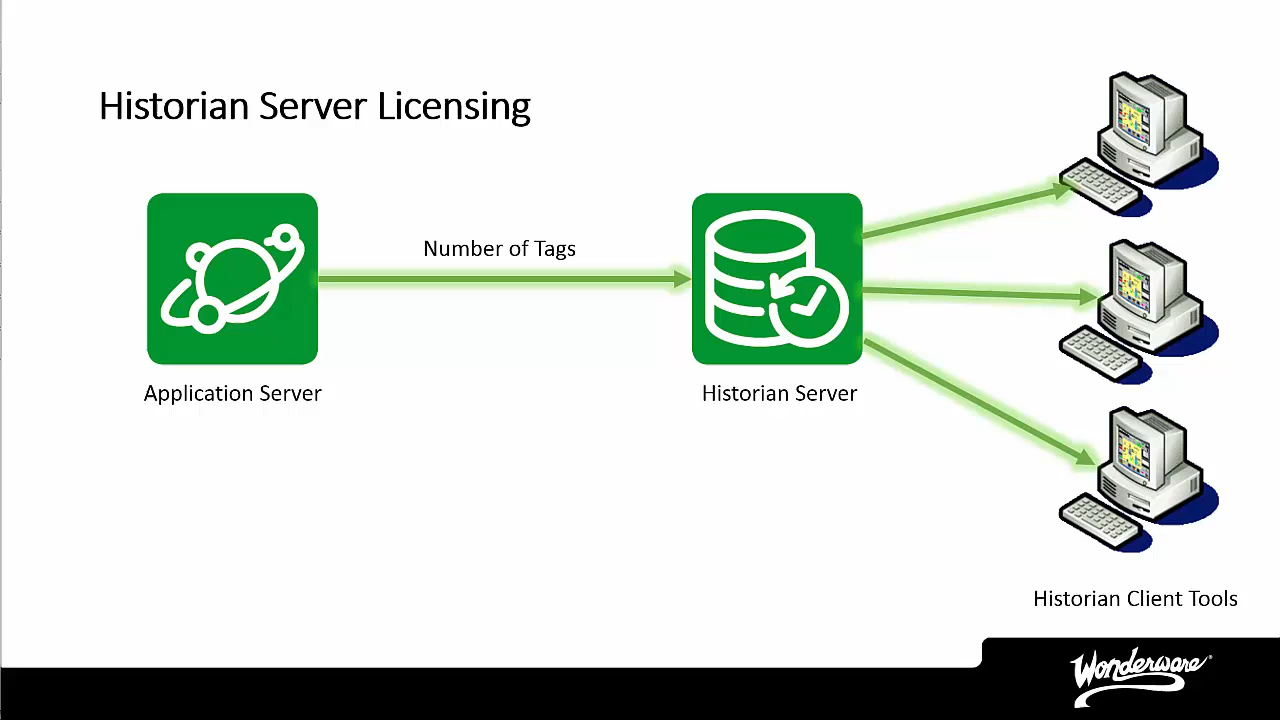 Historian Server Licensing
Number of Tags
Application Server
Historian Server
Historian Client Tools
Wonderware®